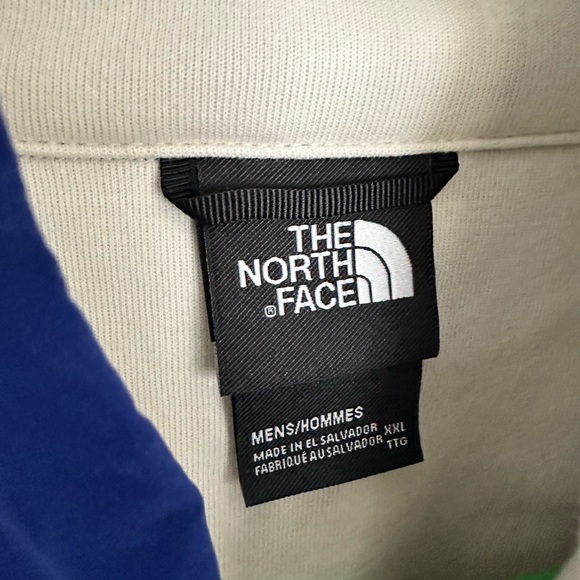 THE
NORTH
® FACE
MENS/HOMMES
MADE IN EL SALVADOR XXL
FABRIQUÉ AU SALVADOR TTG